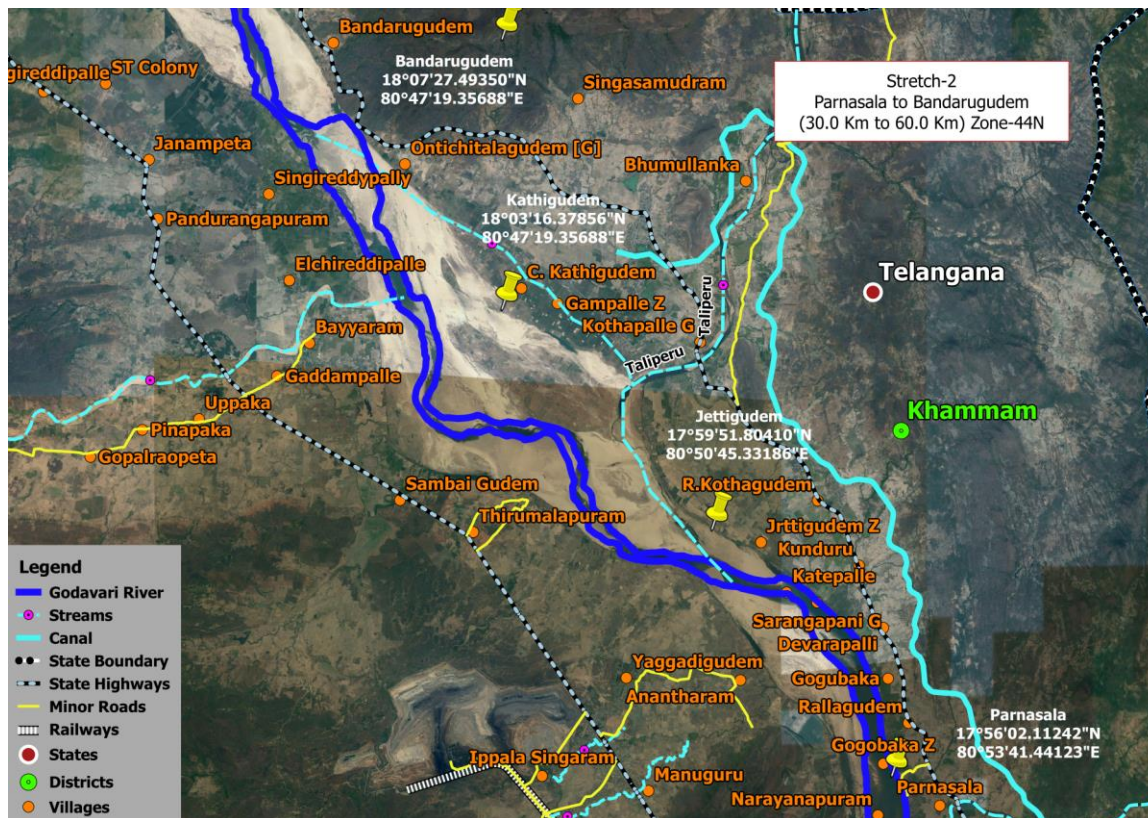 Bandarugudem
Bandarugudem
18°07'27.49350"N
80°47'19.35688"E
Stretch-2
Parnasala to Bandarugudem
(30.0 Km to 60.0 Km) Zone-44N
ST Colony
gireddipalle
Singasamudram
Janampeta
Ontichitalagudem [G]
Bhumullanka
Singireddypally
Kathigudem
18°03'16.37856"N
80°47'19.35688"E
Pandurangapuram
Elchireddipalle
C. Kathigudem
Telangana
Gampalle Z
Kothapalle G
Taliperu
Taliperu
Bayyaram
Gaddampalle
Uppaka
Pinapaka
Gopalraopeta
Jettigudem
17°59'51.80410"N
80°50'45.33186"E
Khammam
Sambai Gudem
R.Kothagudem
Thirumalapuram
Jrttigudem Z
Kunduru
Katepalle
Sarangapani G
Devarapalli
Yaggadigudem
Anantharam
Gogubaka
Rallagudem
Parnasala
17°56'02.11242"N
80°53'41.44123"E
Gogobaka Z
Ippala Singaram
Manuguru
Parnasala
Narayanapuram
Legend
Godavari River
Streams
Canal
State Boundary
State Highways
Minor Roads
Railways
States
Districts
Villages